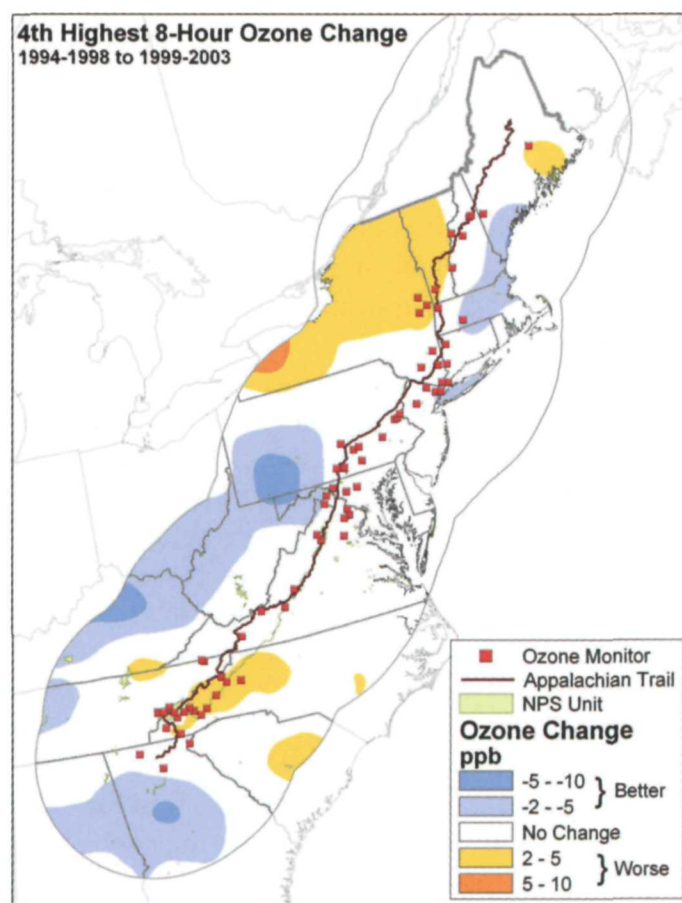 4th Highest 8-Hour Ozone Change
1994-1998 to 1999-2003
Ozone Monitor
Appalachian Trail
NPS Unit
Ozone Change
ppb
-5 - -10
-2 - -5
Better
No Change
2 - 5
5 - 10
Worse